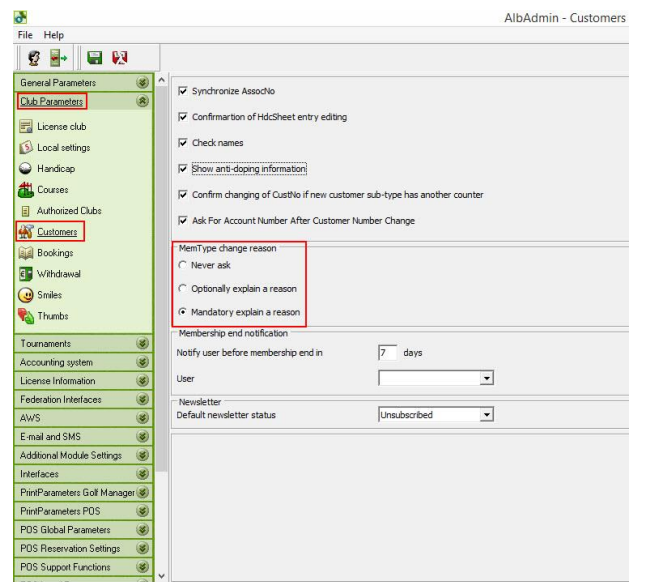 AlbAdmin - Customers
File Help
General Parameters
Club Parameters
License club
Local settings
Handicap
Courses
Authorized Clubs
Customers
Bookings
Withdrawal
Smiles
Thumbs
Tournaments
Accounting system
License Information
Federation Interfaces
AWS
E-mail and SMS
Additional Module Settings
Interfaces
PrintParameters Golf Manager
PrintParameters POS
POS Global Parameters
POS Reservation Settings
POS Support Functions
Synchronize AssocNo
Confirmartion of HdcSheet entry editing
Check names
Show anti-doping information
Confirm changing of CustNo if new customer sub-type has another counter
Ask For Account Number After Customer Number Change
MemType change reason
Never ask
Optionally explain a reason
Mandatory explain a reason
Membership end notification
Notify user before membership end in 7 days
User
Newsletter
Default newsletter status Unsubscribed